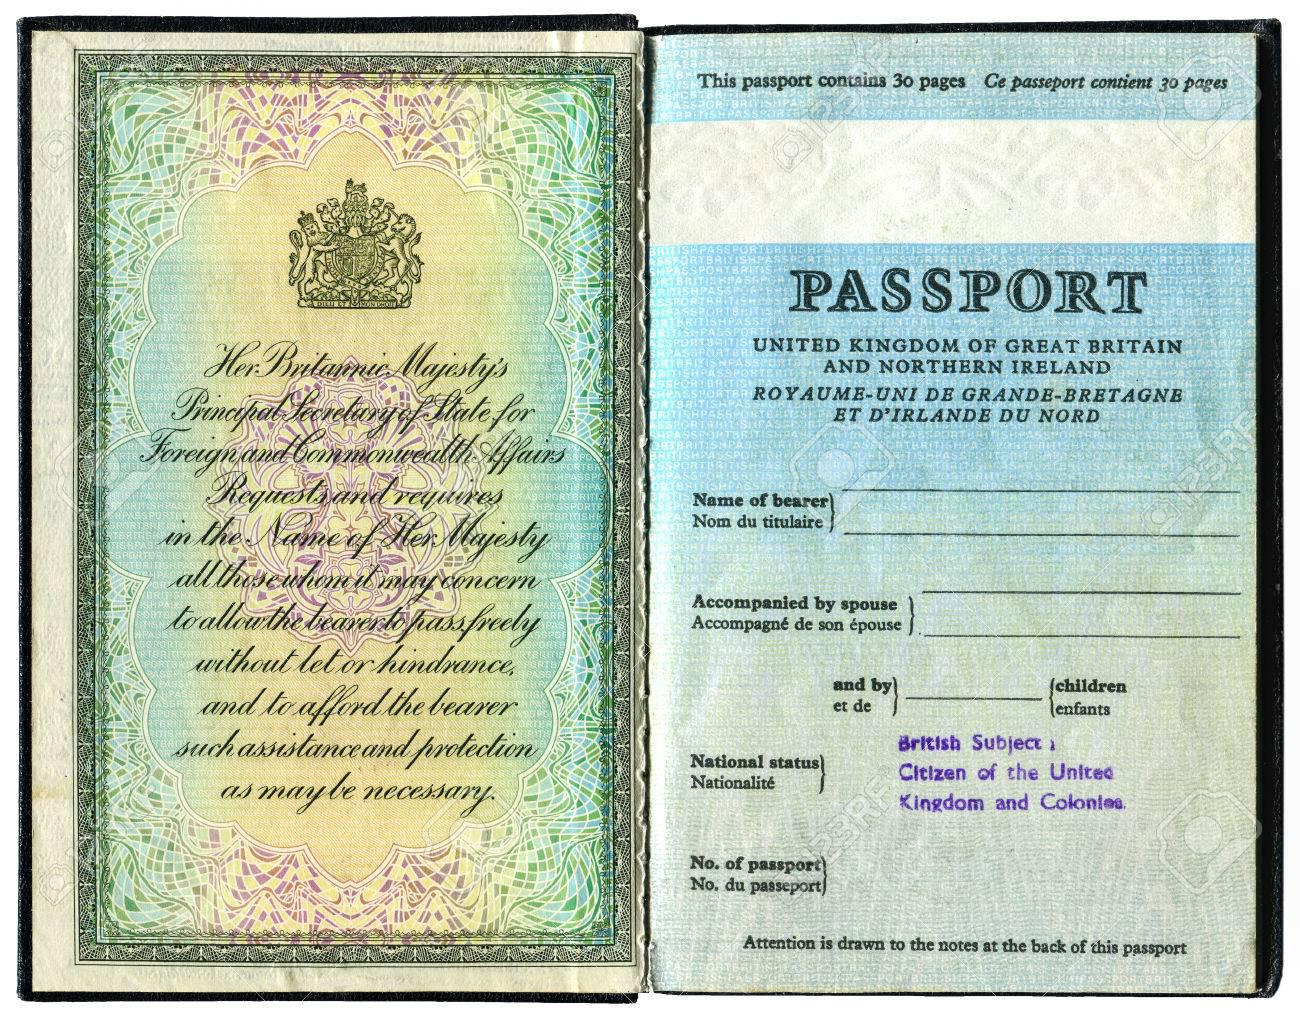 Her Britannic Majesty's
Principal Secretary of State for
Foreign and Commonwealth Affairs
Requests and requires
in the Name of Her Majesty
all those whom it may concern
to allow the bearer to pass freely
without let or hindrance,
and to afford the bearer
such assistance and protection
as may be necessary.
This passport contains 30 pages Ce passeport contient 30 pages
PASSPORT
UNITED KINGDOM OF GREAT BRITAIN
AND NORTHERN IRELAND
ROYAUME-UNI DE GRANDE-BRETAGNE
ET D'IRLANDE DU NORD
Name of bearer
Nom du titulaire
Accompanied by spouse
Accompagné de son épouse
and by children
et de enfants
National status
Nationalité
British Subject:
Citizen of the United
Kingdom and Colonies.
No. of passport
No. du passeport
Attention is drawn to the notes at the back of this passport